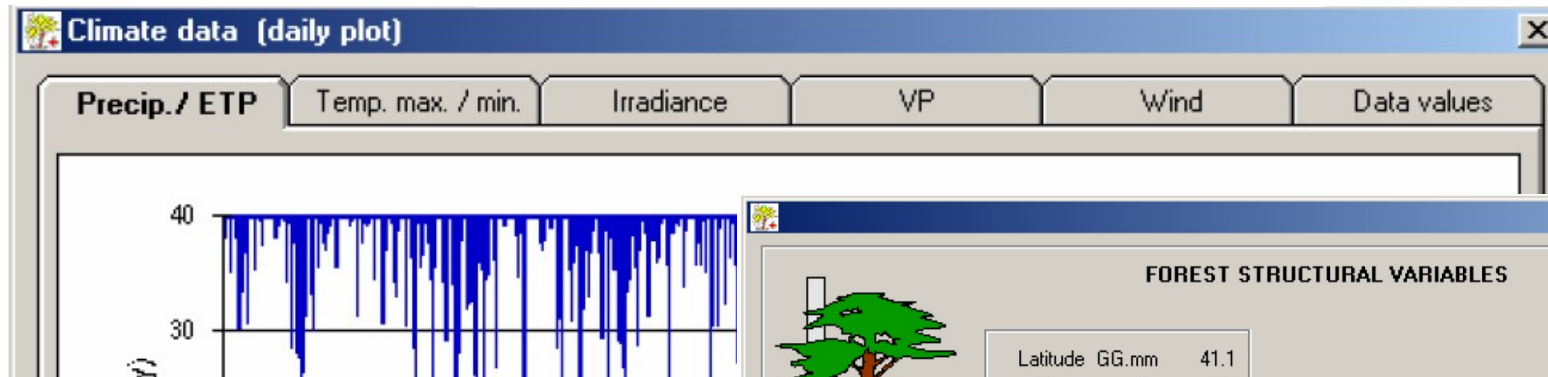 Climate data (daily plot)
Precip. / ETP Temp. max. / min. Irradiance VP Wind Data values
40
FOREST STRUCTURAL VARIABLES
30
Latitude GG.mm 41.1